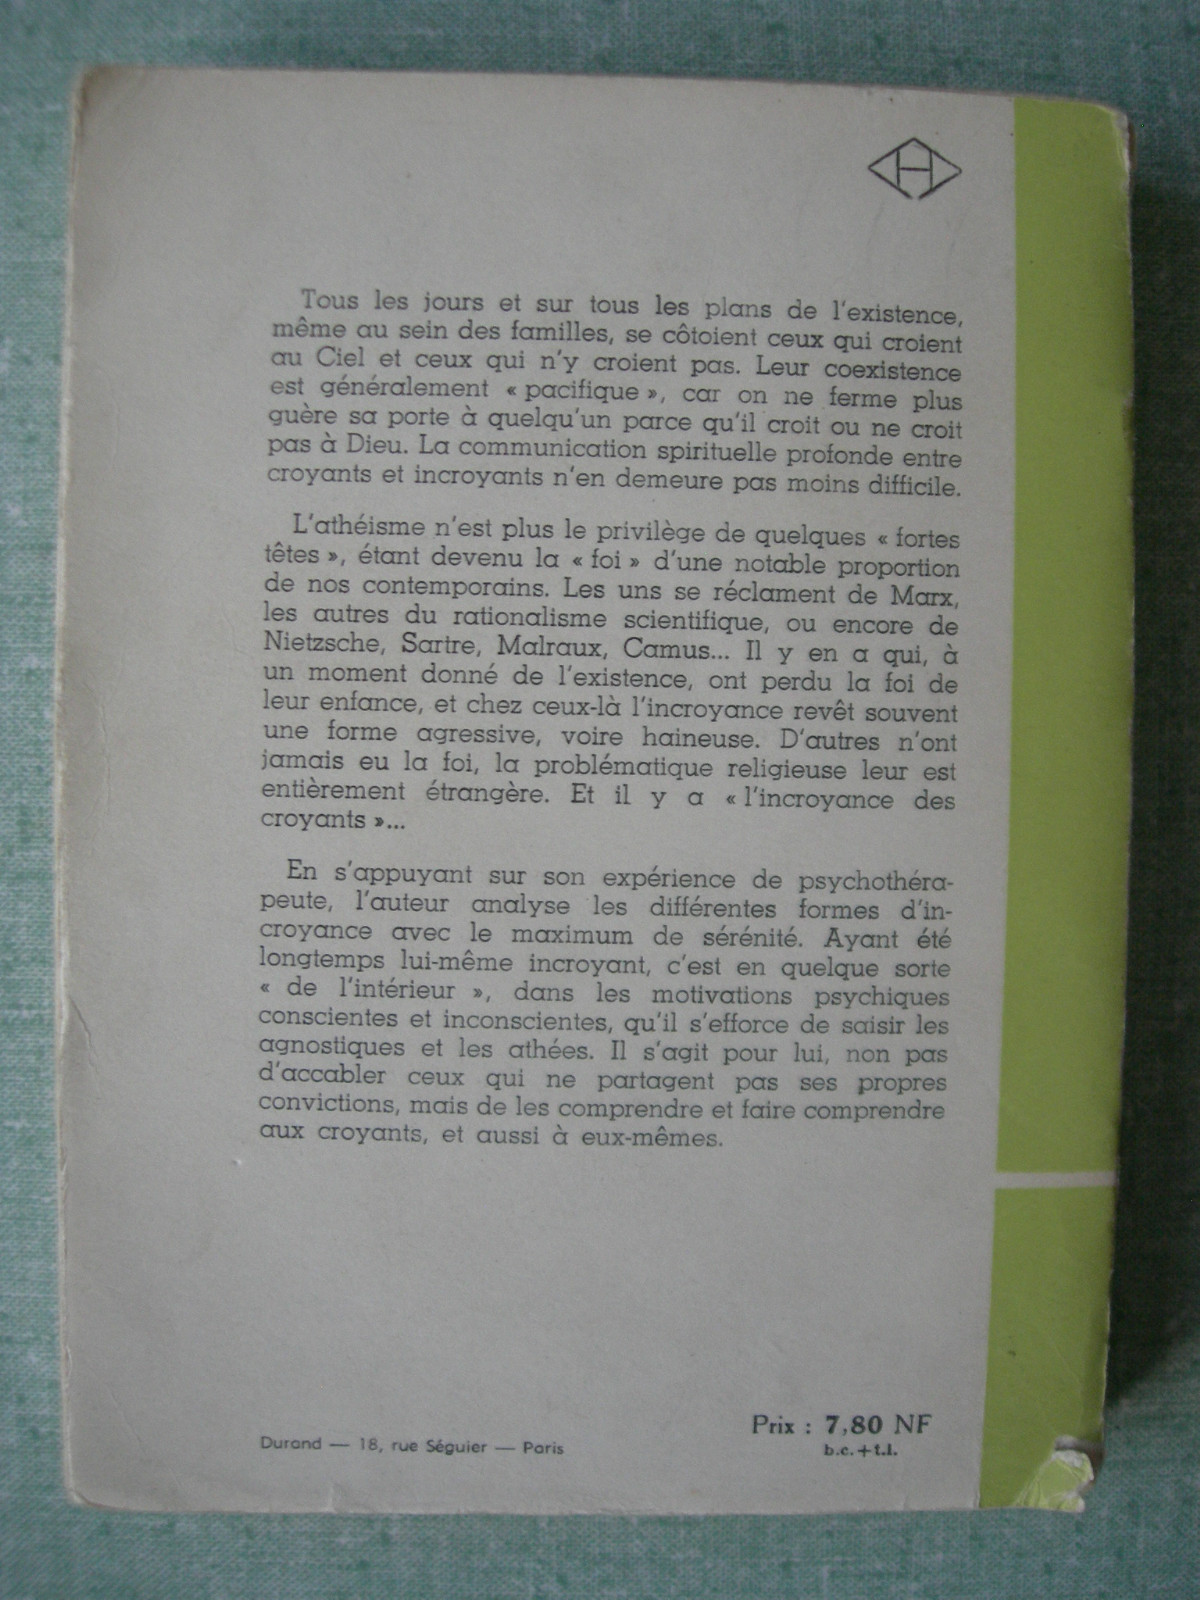 H
Tous les jours et sur tous les plans de l'existence,
même au sein des familles, se côtoient ceux qui croient
au Ciel et ceux qui n'y croient pas. Leur coexistence
est généralement « pacifique », car on ne ferme plus
guère sa porte à quelqu'un parce qu'il croit ou ne croit
pas à Dieu. La communication spirituelle profonde entre
croyants et incroyants n'en demeure pas moins difficile.
L'athéisme n'est plus le privilège de quelques « fortes
têtes », étant devenu la « foi » d'une notable proportion
de nos contemporains. Les uns se réclament de Marx,
les autres du rationalisme scientifique, ou encore de
Nietzsche, Sartre, Malraux, Camus... Il y en a qui, à
un moment donné de l'existence, ont perdu la foi de
leur enfance, et chez ceux-là l'incroyance revêt souvent
une forme agressive, voire haineuse. D'autres n'ont
jamais eu la foi, la problématique religieuse leur est
entièrement étrangère. Et il y a « l'incroyance des
croyants »...
En s'appuyant sur son expérience de psychothéra-
peute, l'auteur analyse les différentes formes d'in-
croyance avec le maximum de sérénité. Ayant été
longtemps lui-même incroyant, c'est en quelque sorte
« de l'intérieur », dans les motivations psychiques
conscientes et inconscientes, qu'il s'efforce de saisir les
agnostiques et les athées. Il s'agit pour lui, non pas
d'accabler ceux qui ne partagent pas ses propres
convictions, mais de les comprendre et faire comprendre
aux croyants, et aussi à eux-mêmes.
Prix : 7,80 NF
b.c.+t.l.
Durand — 18, rue Séguier — Paris